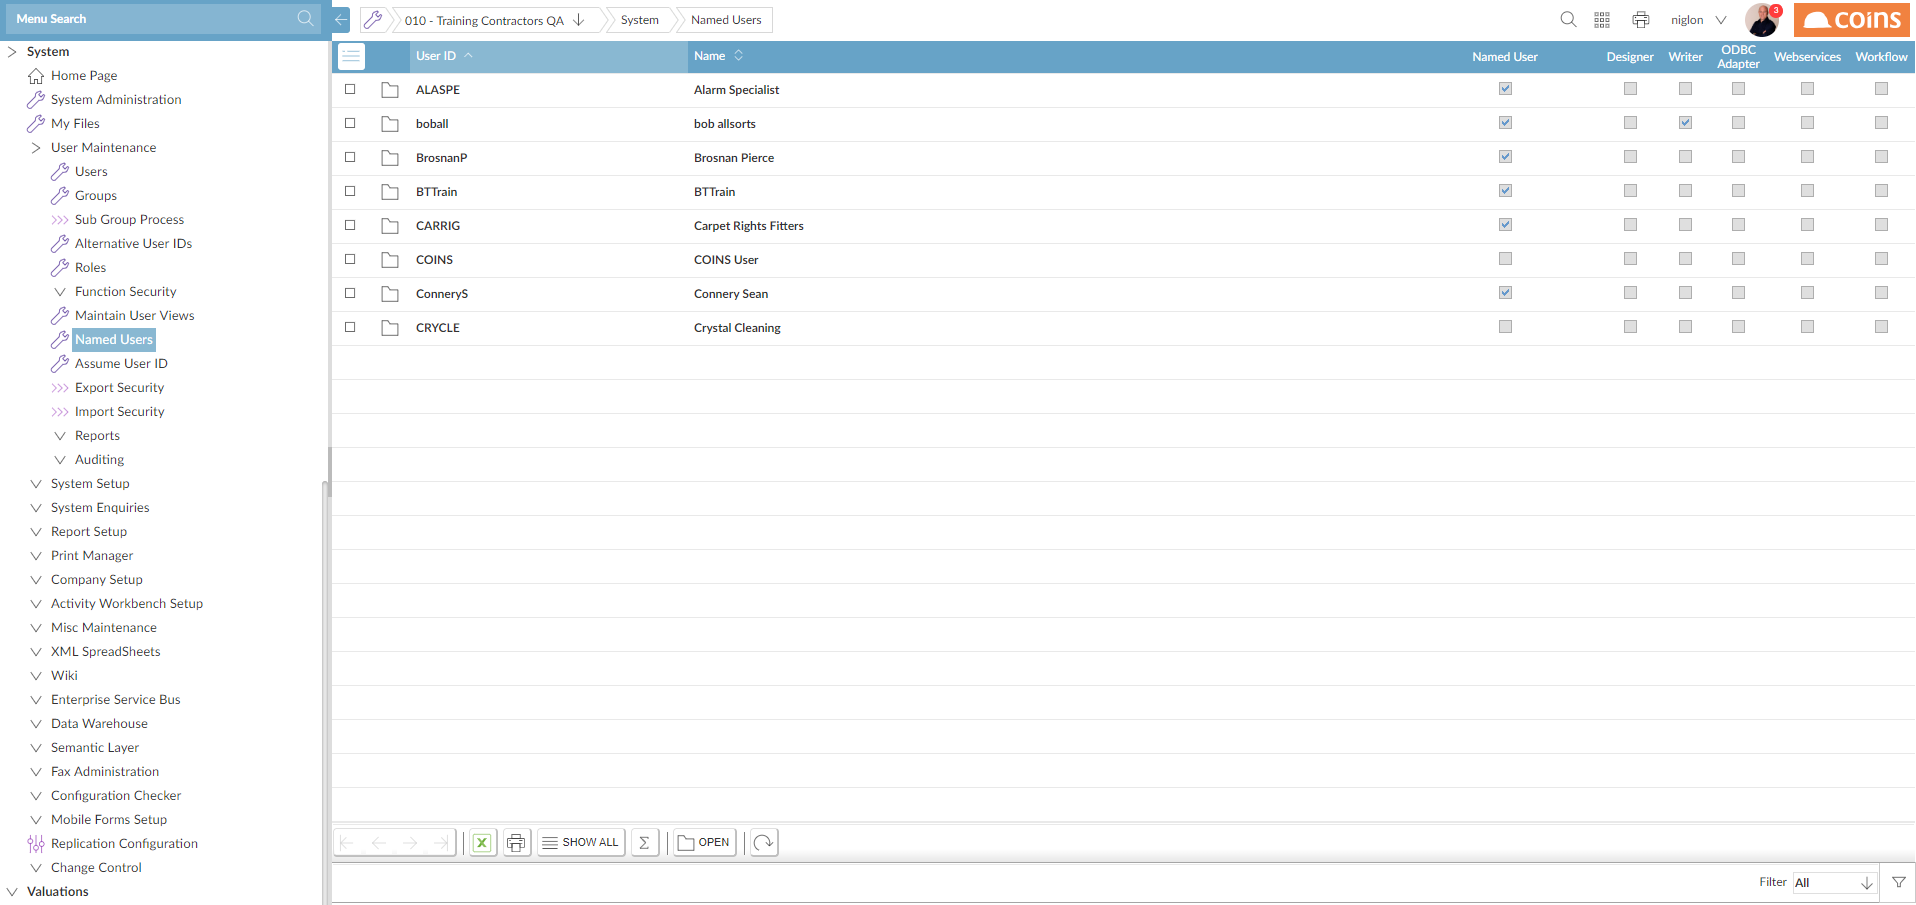 Menu Search
010 - Training Contractors QA
System
Named Users
niglon
3
coins
System
Home Page
System Administration
My Files
User Maintenance
Users
Groups
Sub Group Process
Alternative User IDs
Roles
Function Security
Maintain User Views
Named Users
Assume User ID
Export Security
Import Security
Reports
Auditing
System Setup
System Enquiries
Report Setup
Print Manager
Company Setup
Activity Workbench Setup
Misc Maintenance
XML SpreadSheets
Wiki
Enterprise Service Bus
Data Warehouse
Semantic Layer
Fax Administration
Configuration Checker
Mobile Forms Setup
Replication Configuration
Change Control
Valuations
User ID Name Named User Designer Writer ODBC Adapter Webservices Workflow
ALASPE Alarm Specialist
boball bob allsorts
BrosnanP Brosnan Pierce
BTTrain BTTrain
CARRIG Carpet Rights Fitters
COINS COINS User
ConneryS Connery Sean
CRYCLE Crystal Cleaning
X SHOW ALL Σ OPEN
Filter All